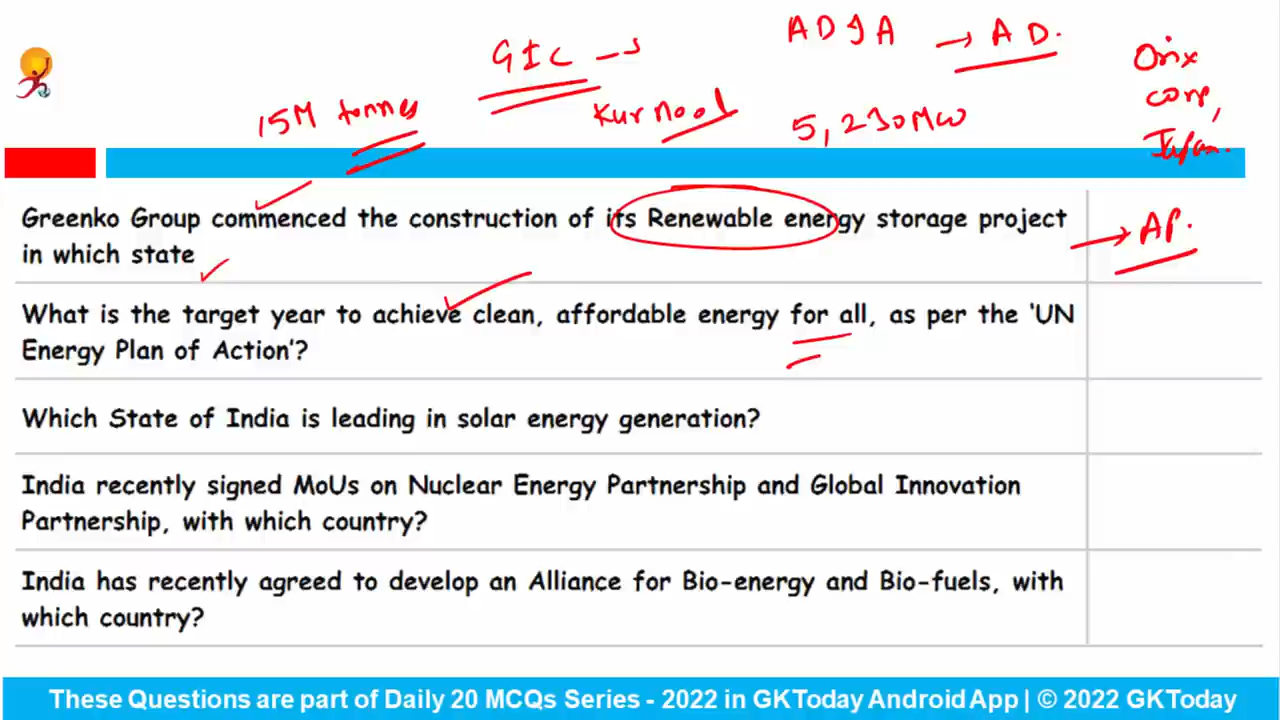 GIC
ADIA → AD.
Orix
corp,
Japan.
15M tonnes
Kurnool
5,230MW
Greenko Group commenced the construction of its Renewable energy storage project
in which state
→ AP.
What is the target year to achieve clean, affordable energy for all, as per the ‘UN
Energy Plan of Action’?
Which State of India is leading in solar energy generation?
India recently signed MoUs on Nuclear Energy Partnership and Global Innovation
Partnership, with which country?
India has recently agreed to develop an Alliance for Bio-energy and Bio-fuels, with
which country?
These Questions are part of Daily 20 MCQs Series - 2022 in GKToday Android App | © 2022 GKToday